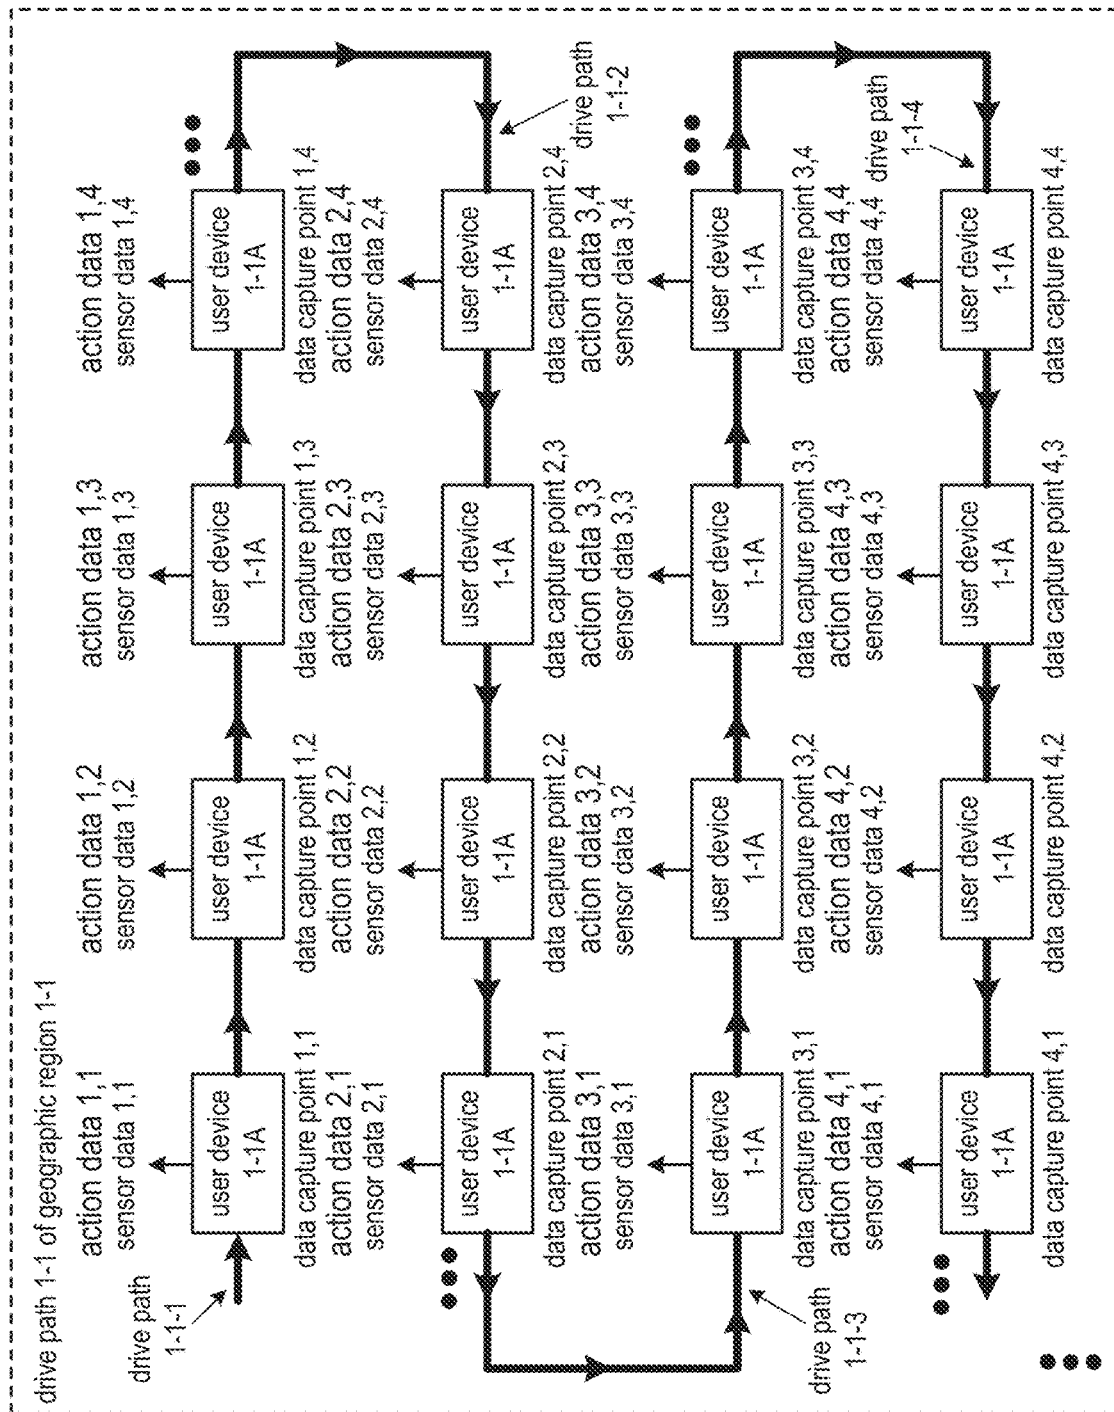 drive path 1-1 of geographic region 1-1
action data 1,1
sensor data 1,1
action data 1,2
sensor data 1,2
action data 1,3
sensor data 1,3
action data 1,4
sensor data 1,4
drive path
1-1-1
user device
1-1A
user device
1-1A
user device
1-1A
user device
1-1A
data capture point 1,1
data capture point 1,2
data capture point 1,3
data capture point 1,4
action data 2,1
sensor data 2,1
action data 2,2
sensor data 2,2
action data 2,3
sensor data 2,3
action data 2,4
sensor data 2,4
user device
1-1A
user device
1-1A
user device
1-1A
user device
1-1A
drive path
1-1-2
data capture point 2,1
data capture point 2,2
data capture point 2,3
data capture point 2,4
action data 3,1
sensor data 3,1
action data 3,2
sensor data 3,2
action data 3,3
sensor data 3,3
action data 3,4
sensor data 3,4
user device
1-1A
user device
1-1A
user device
1-1A
user device
1-1A
drive path
1-1-3
data capture point 3,1
data capture point 3,2
data capture point 3,3
data capture point 3,4
action data 4,1
sensor data 4,1
action data 4,2
sensor data 4,2
action data 4,3
sensor data 4,3
action data 4,4
sensor data 4,4
drive path
1-1-4
user device
1-1A
user device
1-1A
user device
1-1A
user device
1-1A
data capture point 4,1
data capture point 4,2
data capture point 4,3
data capture point 4,4